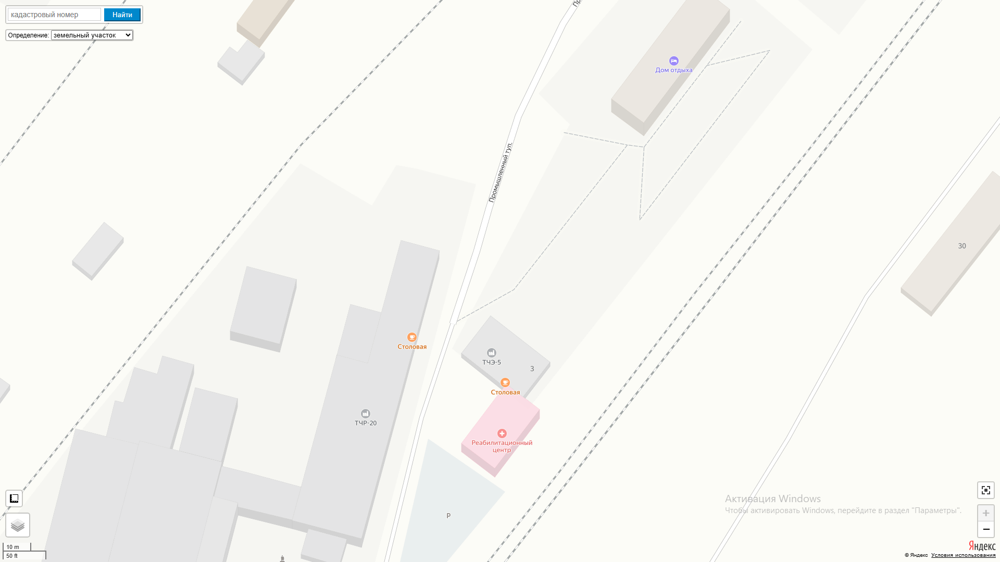 кадастровый номер
Найти
Определение: земельный участок
Пр
Дом отдыха
Промышленный туп.
30
Столовая
ТЧЭ-5
3
Столовая
ТЧР-20
Реабилитационный
центр
P
Активация Windows
Чтобы активировать Windows, перейдите в раздел "Параметры".
+
−
10 m
50 ft
Яндекс
© Яндекс Условия использования